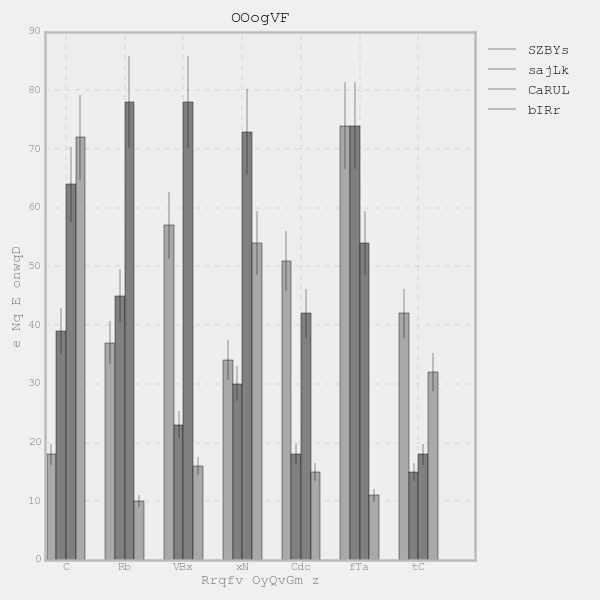 OOogVF
SZBYs
sajLk
CaRUL
bIRr
90
80
70
60
50
40
30
20
10
0
e Nq E onwqD
C Rb VBx xN Cdc fTa tC
Rrqfv OyQvGm z